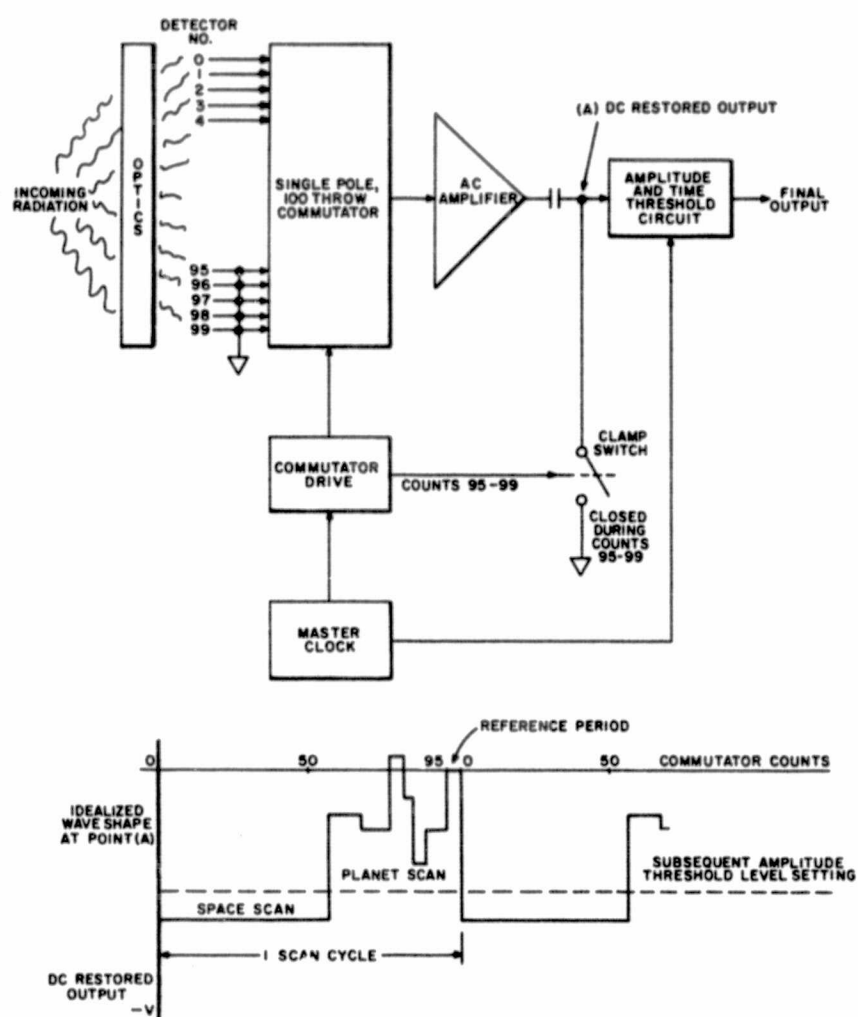 DETECTOR
NO.
0
1
2
3
4
95
96
97
98
99
INCOMING
RADIATION
OPTICS
SINGLE POLE,
100 THROW
COMMUTATOR
AC
AMPLIFIER
(A) DC RESTORED OUTPUT
AMPLITUDE
AND TIME
THRESHOLD
CIRCUIT
FINAL
OUTPUT
COMMUTATOR
DRIVE
COUNTS 95-99
CLAMP
SWITCH
CLOSED
DURING
COUNTS
95-99
MASTER
CLOCK
REFERENCE PERIOD
0 50 95 0 50 COMMUTATOR COUNTS
IDEALIZED
WAVE SHAPE
AT POINT(A)
PLANET SCAN
SUBSEQUENT AMPLITUDE
THRESHOLD LEVEL SETTING
SPACE SCAN
1 SCAN CYCLE
DC RESTORED
OUTPUT
-V